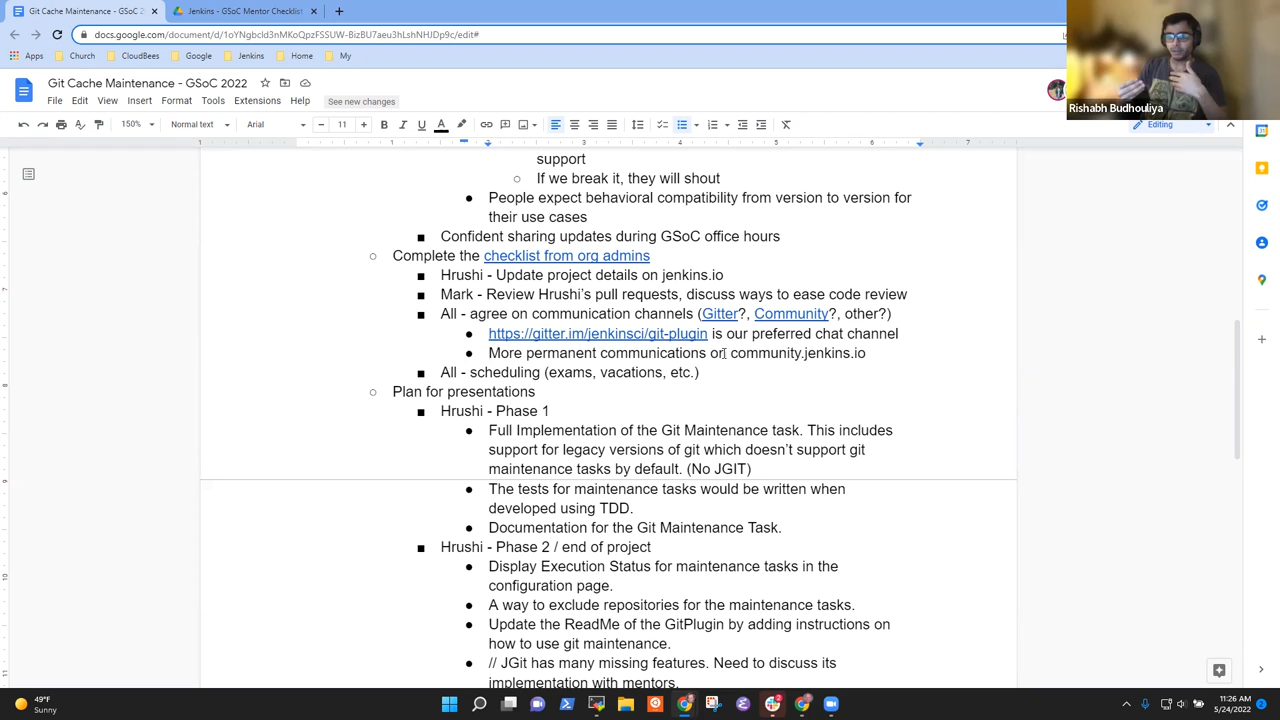 Git Cache Maintenance - GSoC 2
Jenkins - GSoC Mentor Checklis
docs.google.com/document/d/1oYNgbcld3nMKoQpzFSSUW-BizBU7aeu3hLshNHJDp9c/edit#
Apps Church CloudBees Google Jenkins Home My
Git Cache Maintenance - GSoC 2022
File Edit View Insert Format Tools Extensions Help See new changes
Rishabh Budhouliya
150% Normal text Arial 11 Editing
1 1 2 3 4 5 6 7
support
If we break it, they will shout
People expect behavioral compatibility from version to version for
their use cases
Confident sharing updates during GSoC office hours
Complete the checklist from org admins
Hrushi - Update project details on jenkins.io
Mark - Review Hrushi's pull requests, discuss ways to ease code review
All - agree on communication channels (Gitter?, Community?, other?)
https://gitter.im/jenkinsci/git-plugin is our preferred chat channel
More permanent communications or community.jenkins.io
All - scheduling (exams, vacations, etc.)
Plan for presentations
Hrushi - Phase 1
Full Implementation of the Git Maintenance task. This includes
support for legacy versions of git which doesn't support git
maintenance tasks by default. (No JGIT)
The tests for maintenance tasks would be written when
developed using TDD.
Documentation for the Git Maintenance Task.
Hrushi - Phase 2 / end of project
Display Execution Status for maintenance tasks in the
configuration page.
A way to exclude repositories for the maintenance tasks.
Update the ReadMe of the GitPlugin by adding instructions on
how to use git maintenance.
// JGit has many missing features. Need to discuss its
implementation with mentors.
49°F
Sunny
11:26 AM
5/24/2022